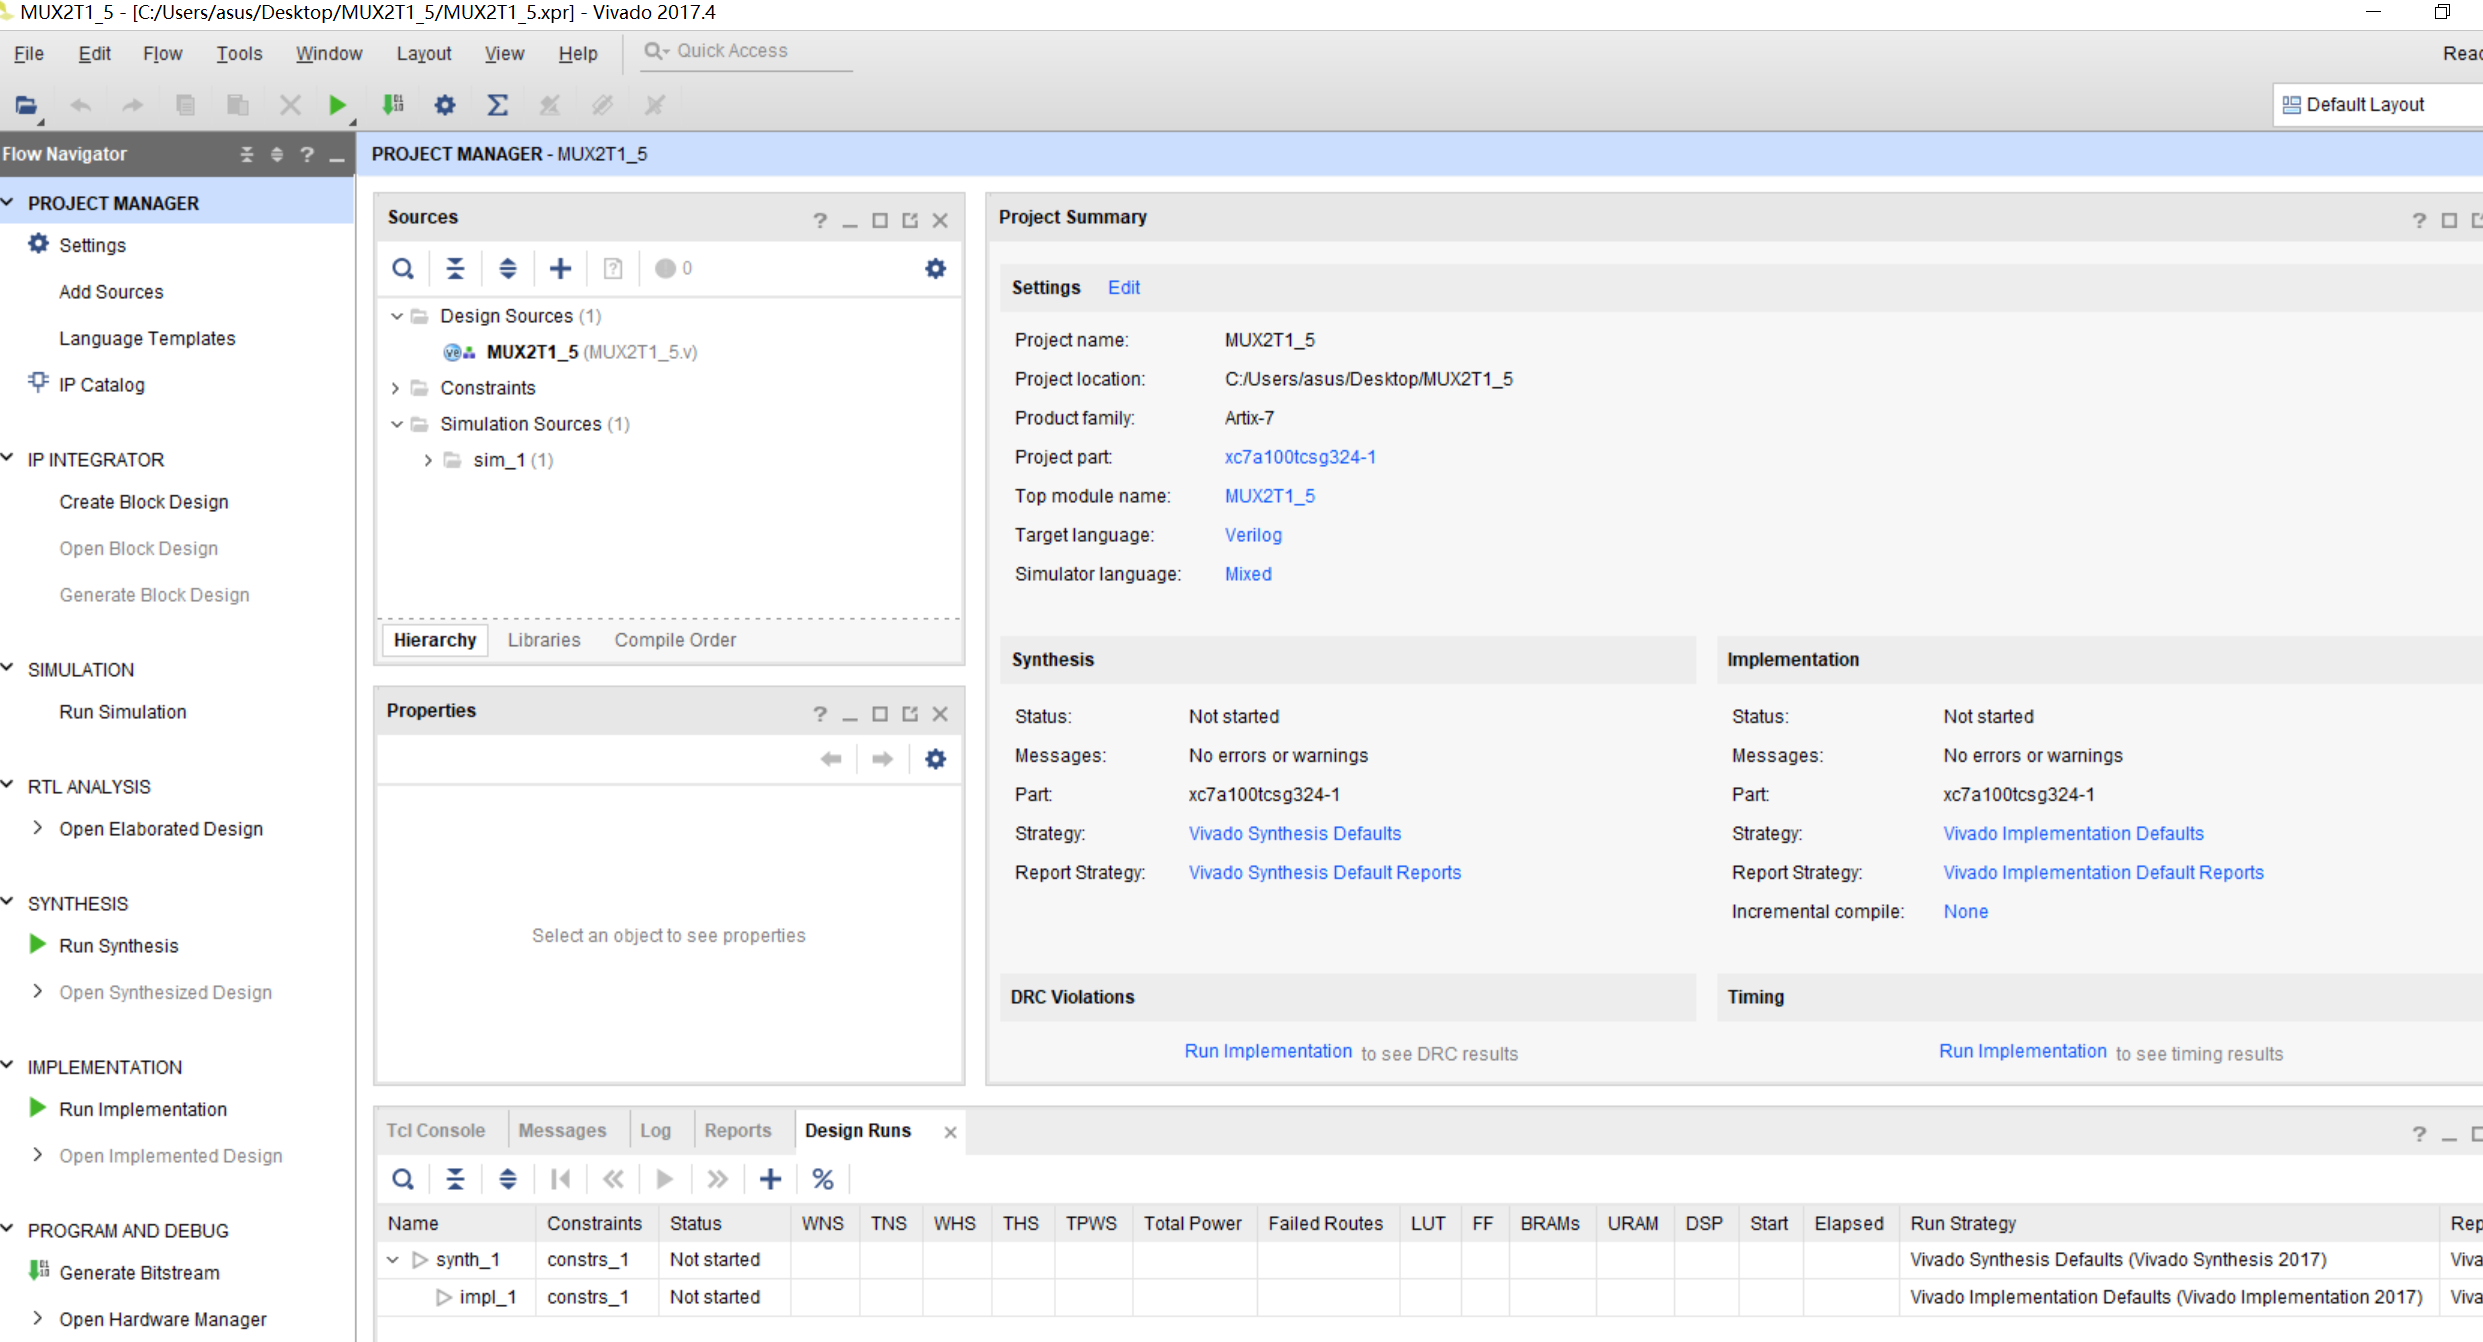 MUX2T1_5 - [C:/Users/asus/Desktop/MUX2T1_5/MUX2T1_5.xpr] - Vivado 2017.4
File Edit Flow Tools Window Layout View Help Quick Access
Default Layout
Flow Navigator
PROJECT MANAGER
Settings
Add Sources
Language Templates
IP Catalog
IP INTEGRATOR
Create Block Design
Open Block Design
Generate Block Design
SIMULATION
Run Simulation
RTL ANALYSIS
Open Elaborated Design
SYNTHESIS
Run Synthesis
Open Synthesized Design
IMPLEMENTATION
Run Implementation
Open Implemented Design
PROGRAM AND DEBUG
Generate Bitstream
Open Hardware Manager
PROJECT MANAGER - MUX2T1_5
Sources
0
Design Sources (1)
MUX2T1_5 (MUX2T1_5.v)
Constraints
Simulation Sources (1)
sim_1 (1)
Hierarchy Libraries Compile Order
Properties
Select an object to see properties
Project Summary
Settings Edit
Project name: MUX2T1_5
Project location: C:/Users/asus/Desktop/MUX2T1_5
Product family: Artix-7
Project part: xc7a100tcsg324-1
Top module name: MUX2T1_5
Target language: Verilog
Simulator language: Mixed
Synthesis
Status: Not started
Messages: No errors or warnings
Part: xc7a100tcsg324-1
Strategy: Vivado Synthesis Defaults
Report Strategy: Vivado Synthesis Default Reports
Implementation
Status: Not started
Messages: No errors or warnings
Part: xc7a100tcsg324-1
Strategy: Vivado Implementation Defaults
Report Strategy: Vivado Implementation Default Reports
Incremental compile: None
DRC Violations
Run Implementation to see DRC results
Timing
Run Implementation to see timing results
Tcl Console Messages Log Reports Design Runs
Name Constraints Status WNS TNS WHS THS TPWS Total Power Failed Routes LUT FF BRAMs URAM DSP Start Elapsed Run Strategy
synth_1 constrs_1 Not started Vivado Synthesis Defaults (Vivado Synthesis 2017)
impl_1 constrs_1 Not started Vivado Implementation Defaults (Vivado Implementation 2017)